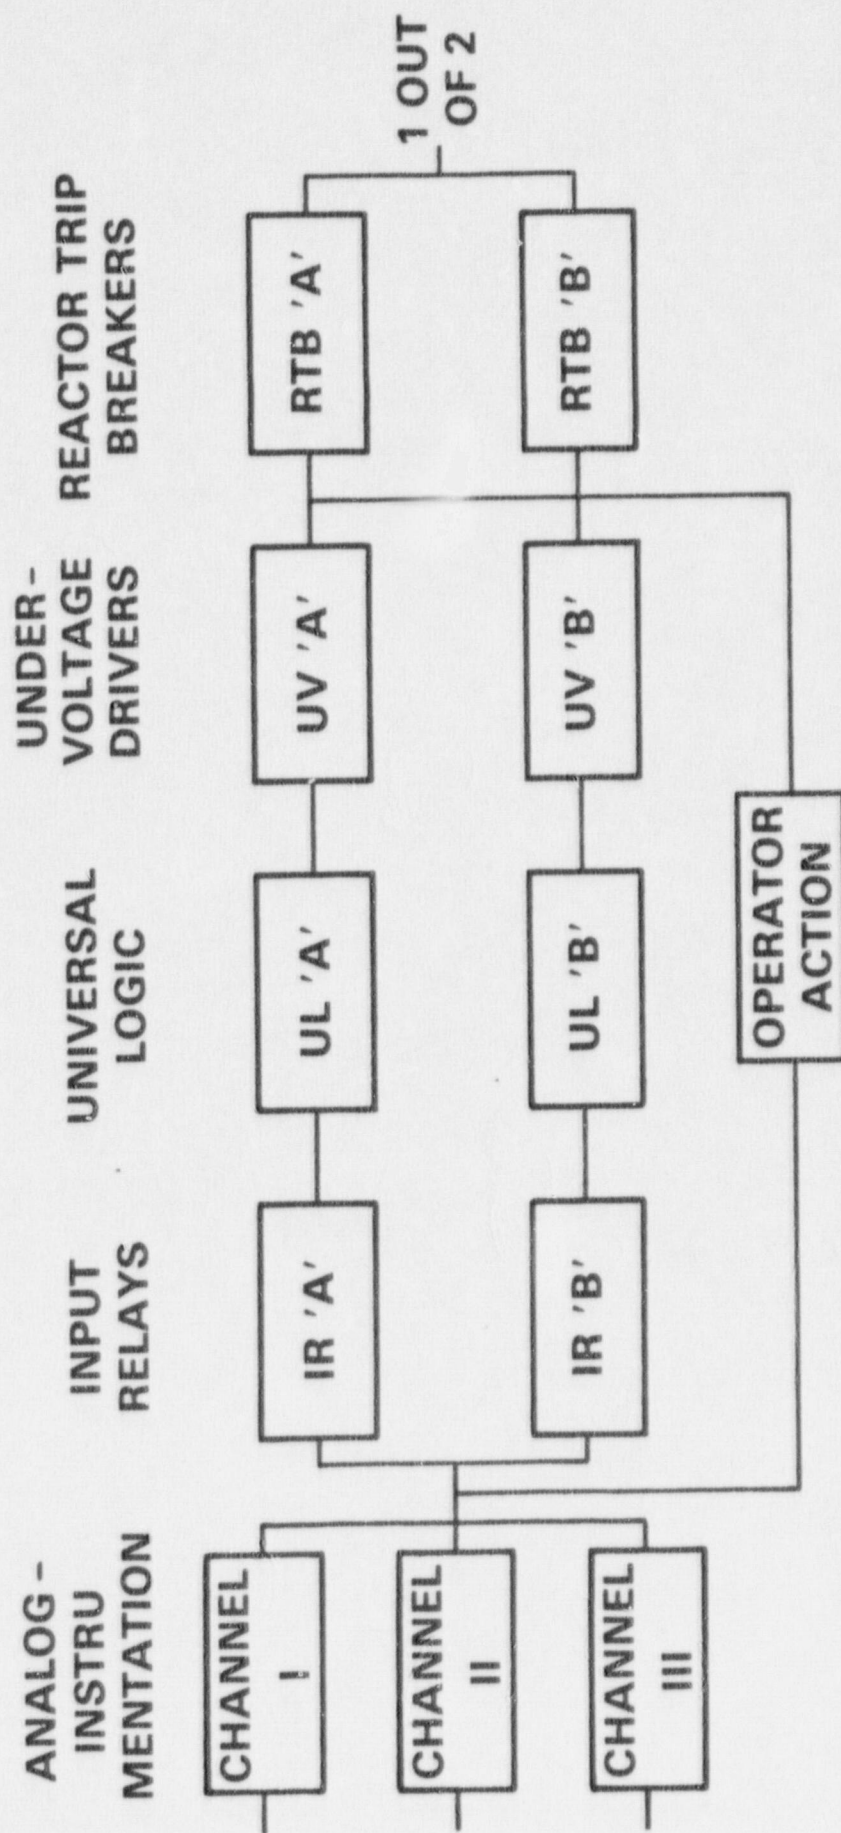 ANALOG-
INSTRU
MENTATION
INPUT
RELAYS
UNIVERSAL
LOGIC
UNDER-
VOLTAGE
DRIVERS
REACTOR TRIP
BREAKERS
CHANNEL
I
CHANNEL
II
CHANNEL
III
IR 'A'
UL 'A'
UV 'A'
RTB 'A'
IR 'B'
UL 'B'
UV 'B'
RTB 'B'
1 OUT
OF 2
OPERATOR
ACTION